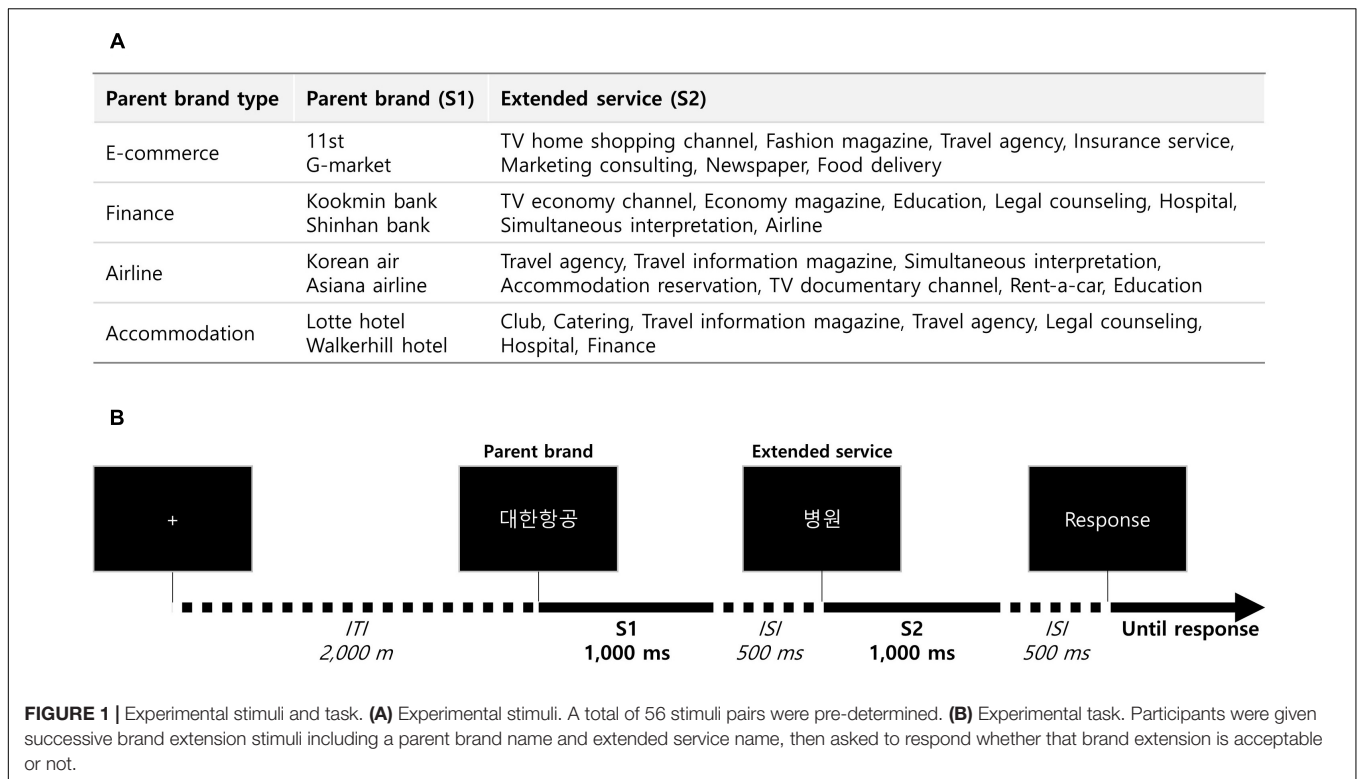 A
Parent brand type Parent brand (S1) Extended service (S2)
E-commerce
11st
G-market
TV home shopping channel, Fashion magazine, Travel agency, Insurance service,
Marketing consulting, Newspaper, Food delivery
Finance
Kookmin bank
Shinhan bank
TV economy channel, Economy magazine, Education, Legal counseling, Hospital,
Simultaneous interpretation, Airline
Airline
Korean air
Asiana airline
Travel agency, Travel information magazine, Simultaneous interpretation,
Accommodation reservation, TV documentary channel, Rent-a-car, Education
Accommodation
Lotte hotel
Walkerhill hotel
Club, Catering, Travel information magazine, Travel agency, Legal counseling,
Hospital, Finance
B
Parent brand Extended service
+ 대한항공 병원 Response
ITI S1 ISI S2 ISI Until response
2,000 m 1,000 ms 500 ms 1,000 ms 500 ms
FIGURE 1 | Experimental stimuli and task. (A) Experimental stimuli. A total of 56 stimuli pairs were pre-determined. (B) Experimental task. Participants were given
successive brand extension stimuli including a parent brand name and extended service name, then asked to respond whether that brand extension is acceptable
or not.